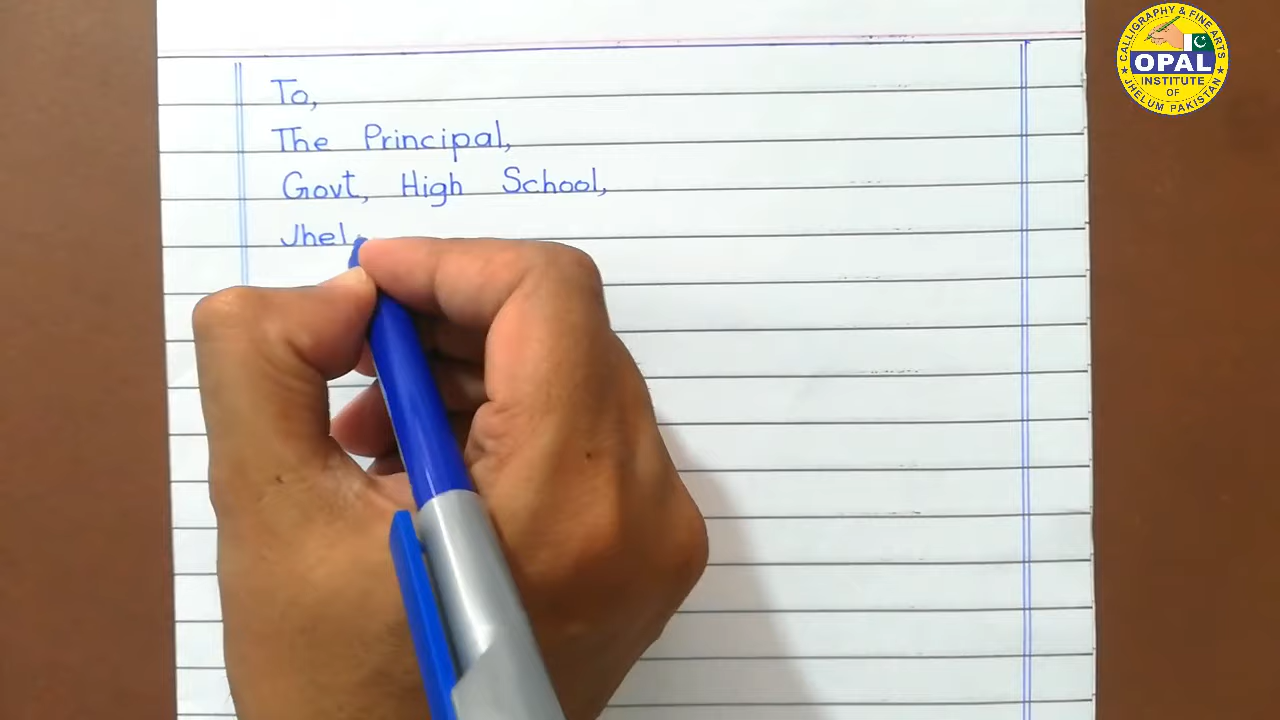 To,
The Principal,
Govt, High School,
Jhel
CALLIGRAPHY & FINE ARTS
OPAL
INSTITUTE
OF
JHELUM PAKISTAN